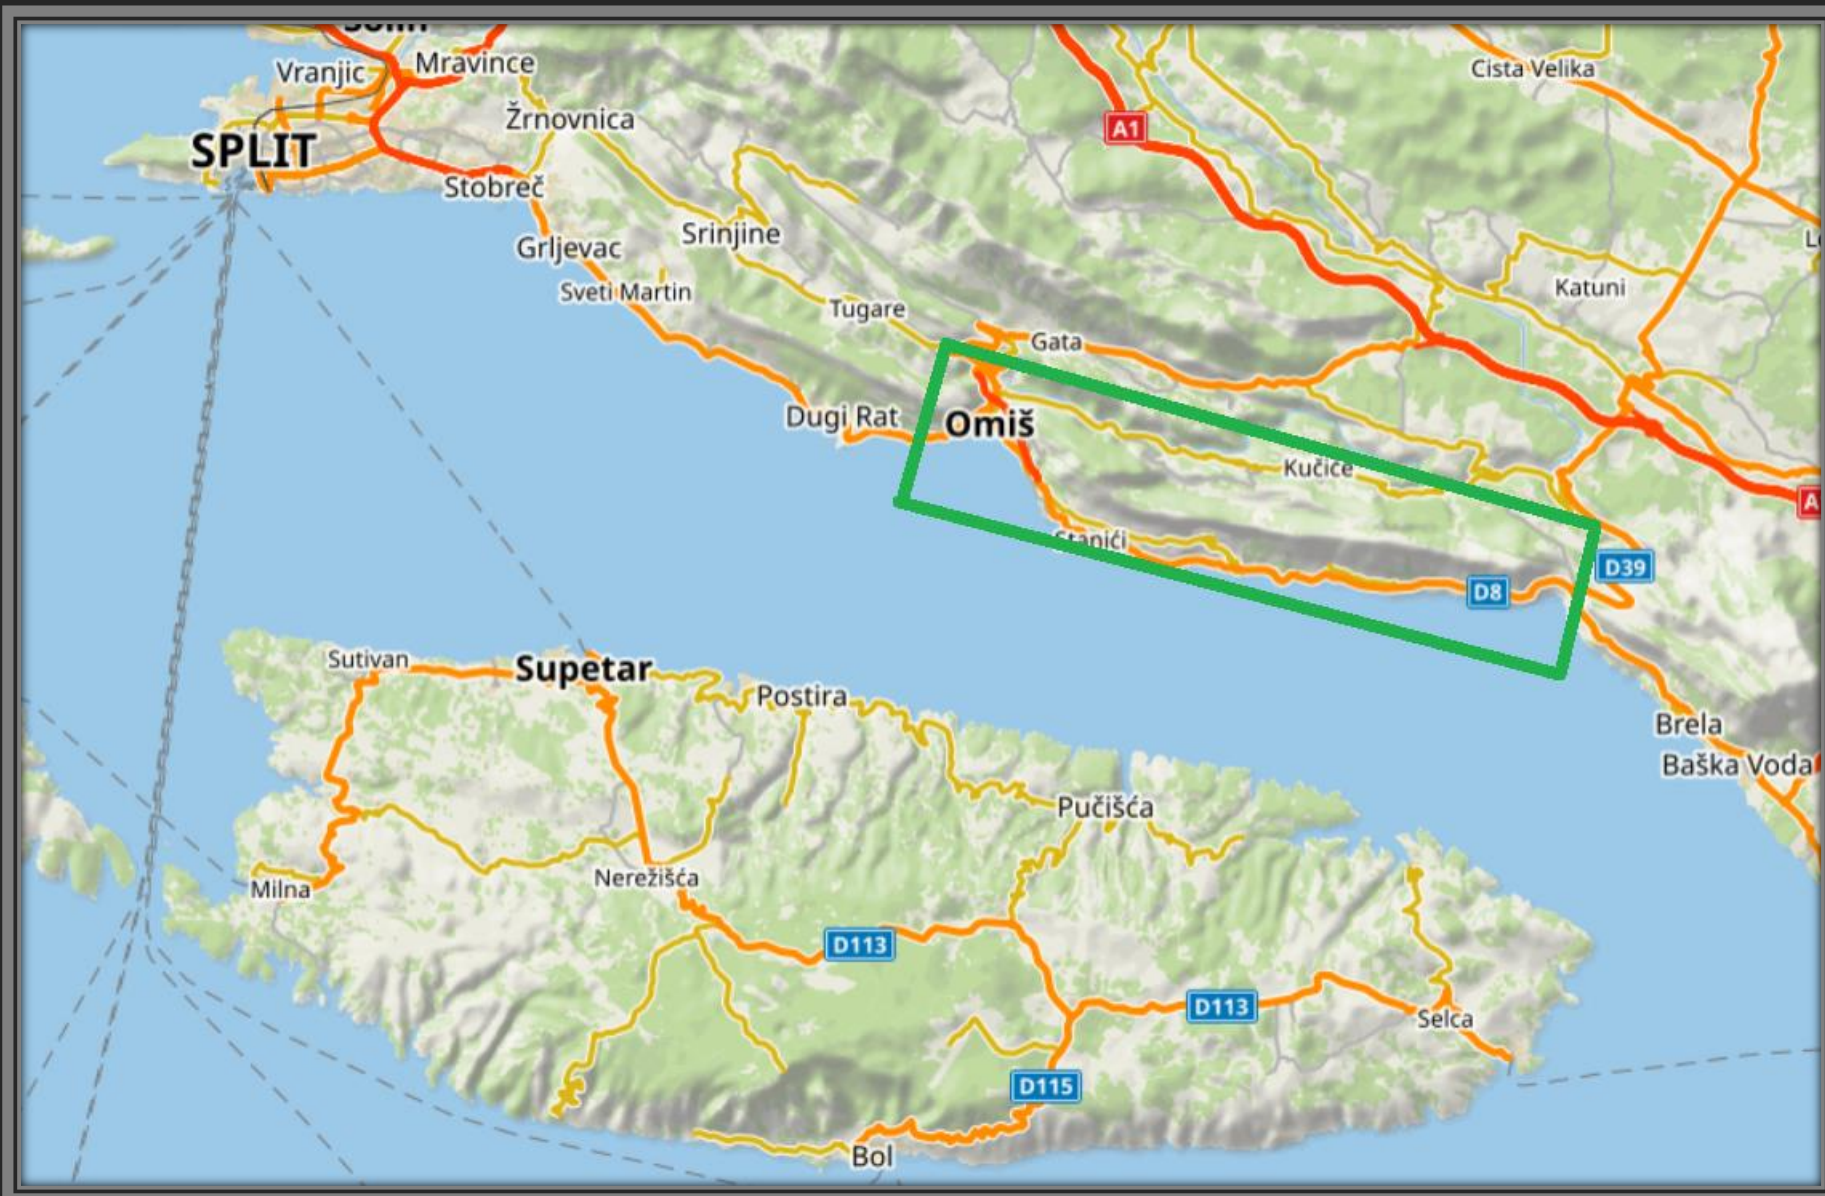 Solin
Vranjic
Mravince
Cista Velika
Žrnovnica
A1
SPLIT
Stobreč
Srinjine
Grljevac
Katuni
Sveti Martin
Tugare
Gata
Dugi Rat
Omiš
Kučiće
Stanići
D39
D8
Sutivan
Supetar
Postira
Brela
Baška Voda
Pučišća
Nerežišća
Milna
D113
D113
Selca
D115
Bol